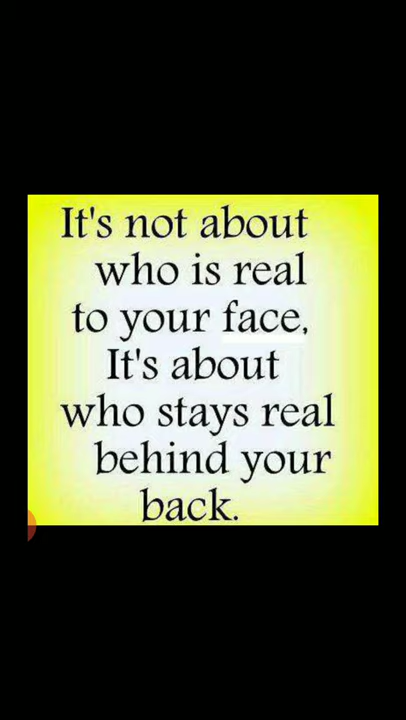 It's not about
who is real
to your face,
It's about
who stays real
behind your
back.